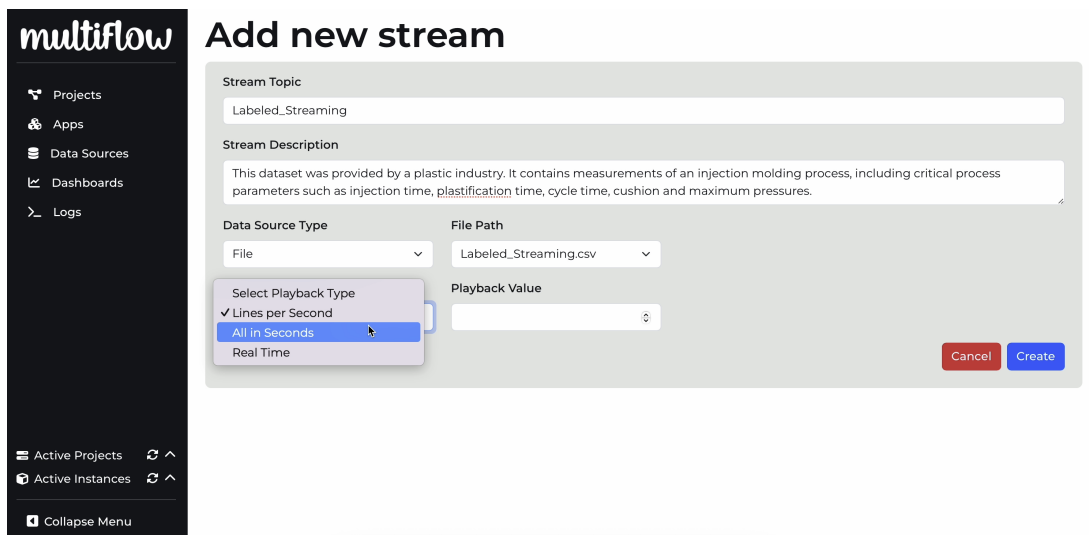 multiflow
Add new stream
Projects
Apps
Data Sources
Dashboards
Logs
Stream Topic
Labeled_Streaming
Stream Description
This dataset was provided by a plastic industry. It contains measurements of an injection molding process, including critical process
parameters such as injection time, plastification time, cycle time, cushion and maximum pressures.
Data Source Type
File Path
File
Labeled_Streaming.csv
Select Playback Type
Lines per Second
All in Seconds
Real Time
Playback Value
Cancel
Create
Active Projects
Active Instances
Collapse Menu